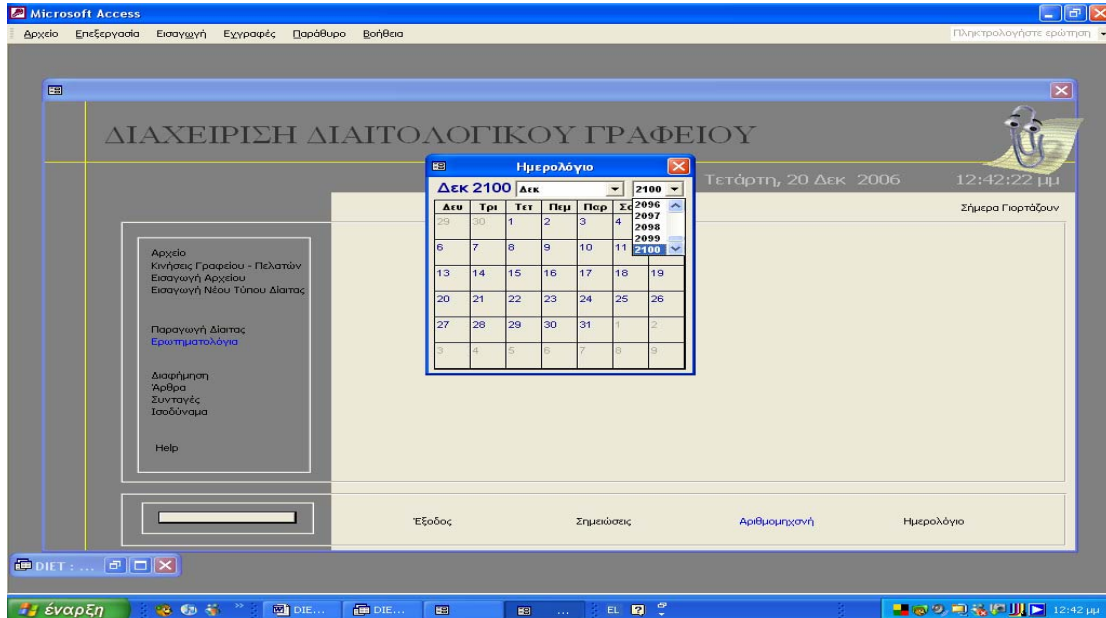 Microsoft Access
Αρχείο Επεξεργασία Εισαγωγή Εγγραφές Παράθυρο Βοήθεια Πληκτρολογήστε ερώτηση
ΔΙΑΧΕΙΡΙΣΗ ΔΙΑΙΤΟΛΟΓΙΚΟΥ ΓΡΑΦΕΙΟΥ
Τετάρτη, 20 Δεκ 2006 12:42:22 μμ
Σήμερα Γιορτάζουν
Ημερολόγιο
Δεκ 2100 Δεκ 2100
2096
2097
2098
2099
2100
Δευ Τρι Τετ Πεμ Παρ
29 30 1 2 3 4
6 7 8 9 10 11
13 14 15 16 17 18 19
20 21 22 23 24 25 26
27 28 29 30 31 1 2
3 4 5 6 7 8 9
Αρχείο
Κινήσεις Γραφείου - Πελατών
Εισαγωγή Αρχείου
Εισαγωγή Νέου Τύπου Δίαιτας
Παραγωγή Δίαιτας
Ερωτηματολόγια
Διαφήμηση
Άρθρα
Συνταγές
Ισοδύναμα
Help
Έξοδος Σημειώσεις Αριθμομηχανή Ημερολόγιο
DIET : ...
έναρξη » DIE... DIE... ... EL 12:42 μμ